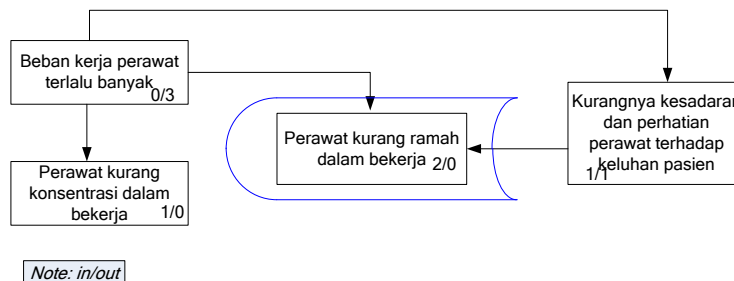 Beban kerja perawat
terlalu banyak
0/3
Perawat kurang ramah
dalam bekerja
2/0
Kurangnya kesadaran
dan perhatian
perawat terhadap
keluhan pasien
1/1
Perawat kurang
konsentrasi dalam
bekerja
1/0
Note: in/out